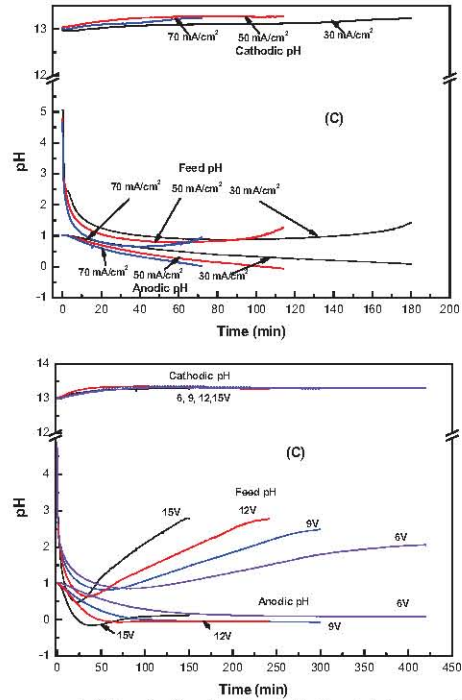 13
12
70 mA/cm²
50 mA/cm²
30 mA/cm²
Cathodic pH
(C)
5
4
3
2
1
0
-1
pH
Feed pH
70 mA/cm²
50 mA/cm²
30 mA/cm²
70 mA/cm²
50 mA/cm²
30 mA/cm²
Anodic pH
0 20 40 60 80 100 120 140 160 180 200
Time (min)
14
13
14
Cathodic pH
6, 9, 12,15V
(C)
4
3
2
1
0
-1
pH
15V
Feed pH
12V
9V
6V
Anodic pH
6V
15V
12V
9V
0 50 100 150 200 250 300 350 400 450
Time (min)